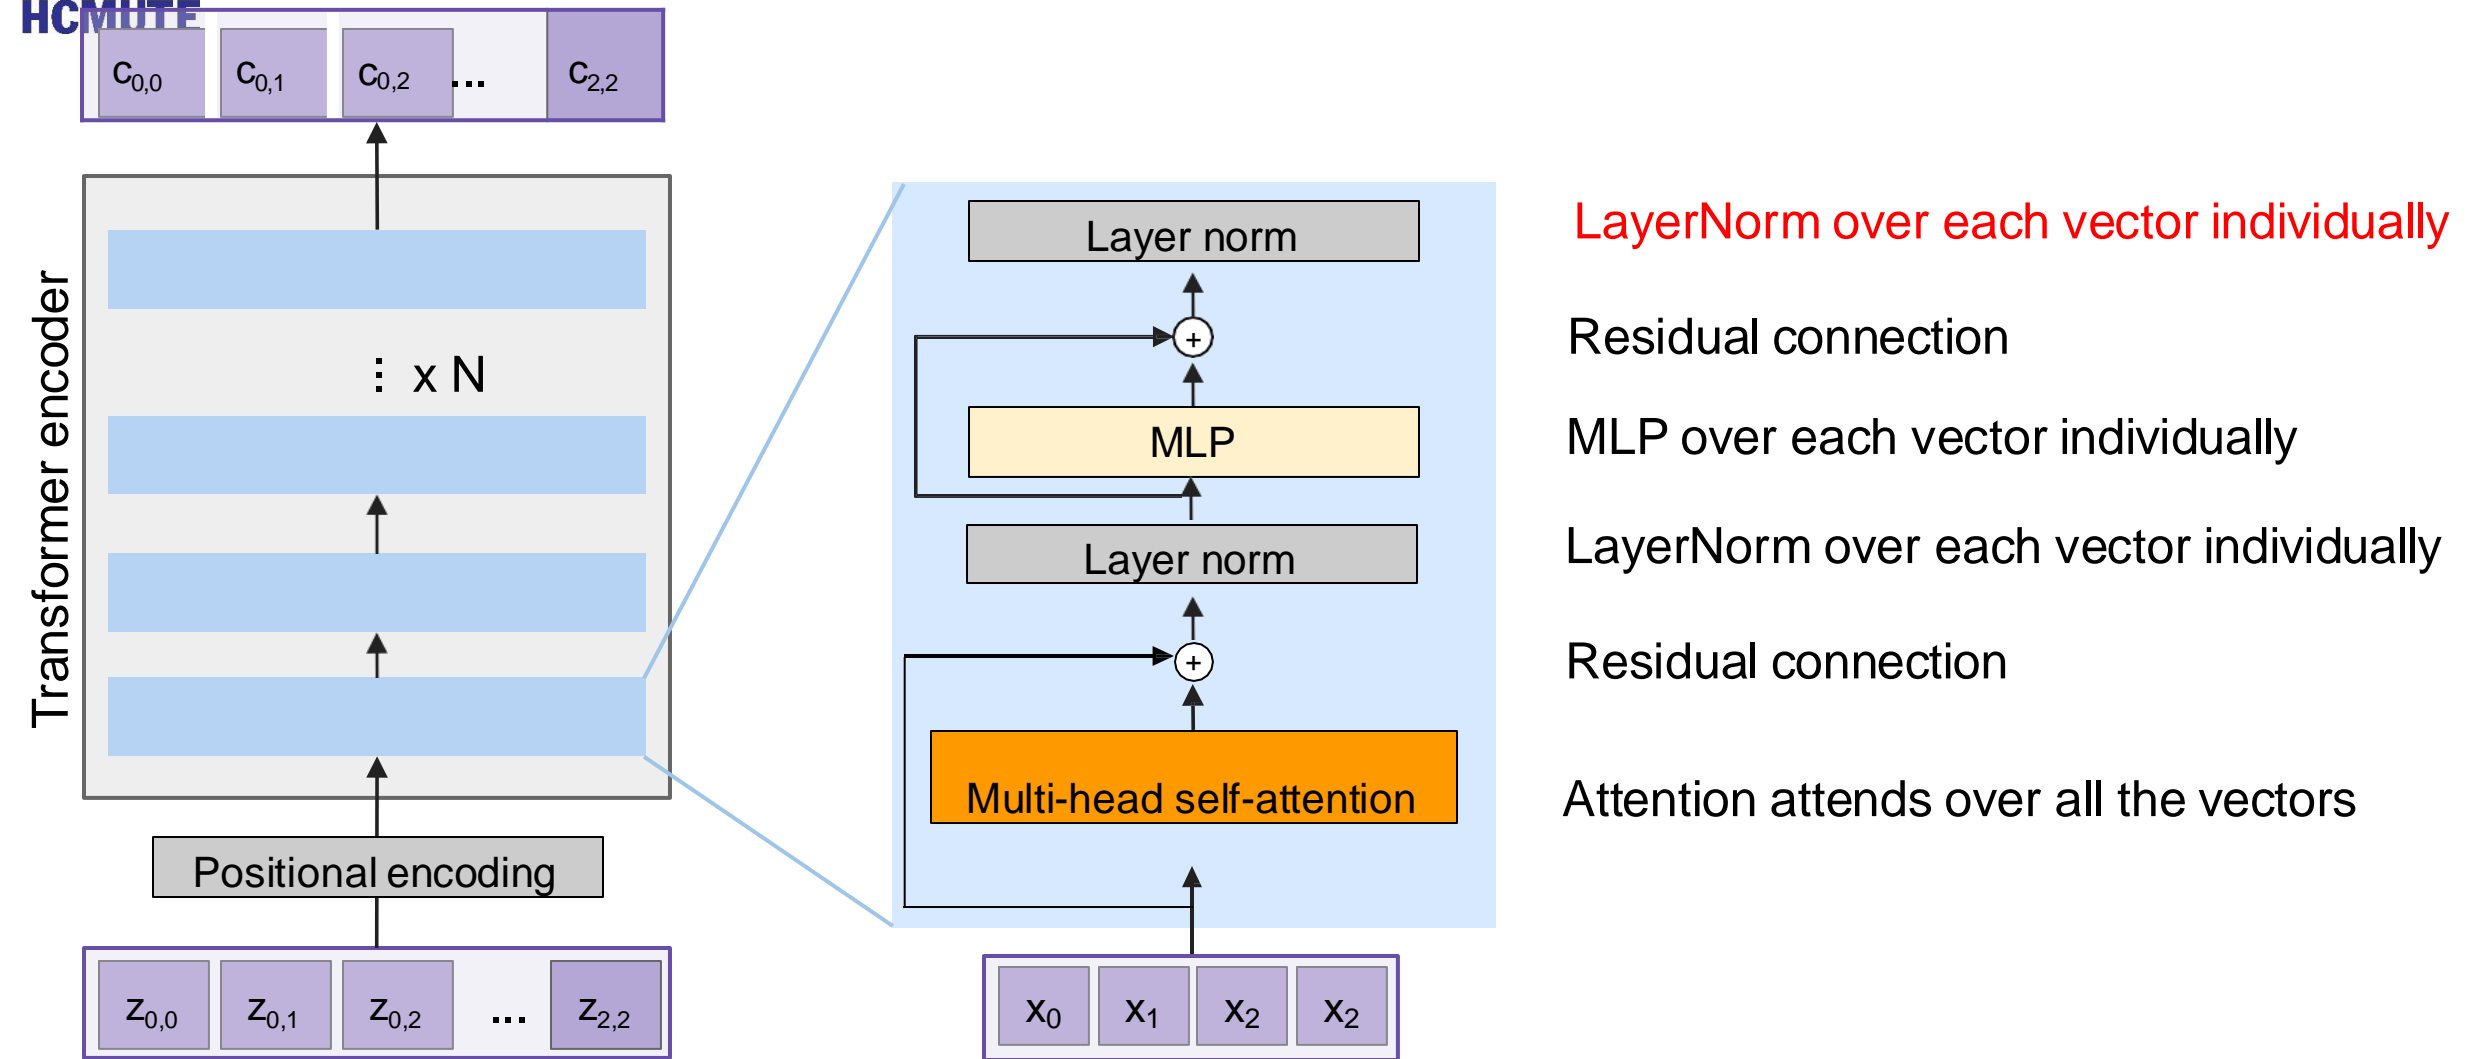 HCMUTE
c0,0 c0,1 c0,2 ... c2,2
Transformer encoder
⋮ x N
Positional encoding
z0,0 z0,1 z0,2 ... z2,2
Layer norm
+
MLP
Layer norm
+
Multi-head self-attention
x0 x1 x2 x2
LayerNorm over each vector individually
Residual connection
MLP over each vector individually
LayerNorm over each vector individually
Residual connection
Attention attends over all the vectors